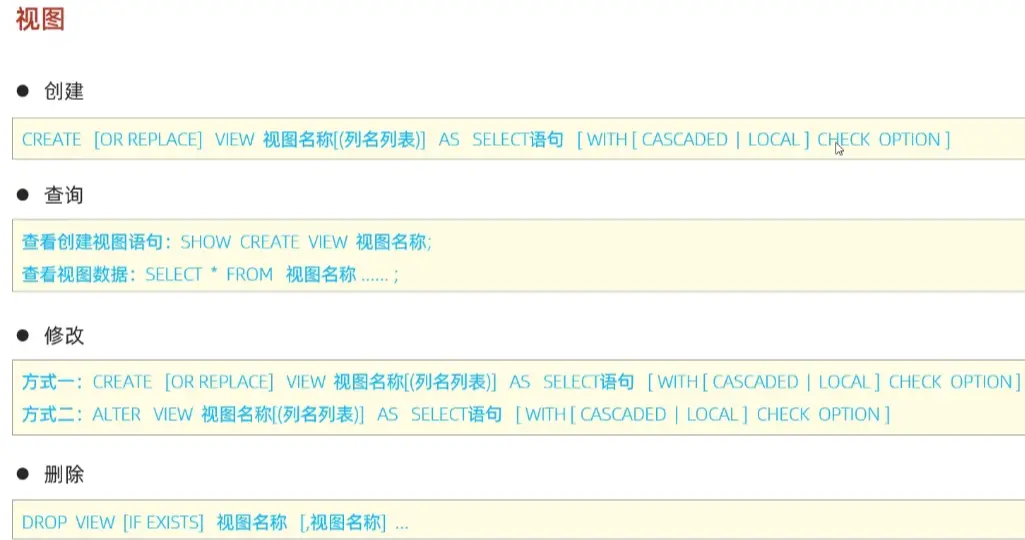 视图
● 创建
CREATE [OR REPLACE] VIEW 视图名称[(列名列表)] AS SELECT语句 [ WITH [ CASCADED | LOCAL ] CHECK OPTION ]
● 查询
查看创建视图语句：SHOW CREATE VIEW 视图名称;
查看视图数据：SELECT * FROM 视图名称 ...... ;
● 修改
方式一：CREATE [OR REPLACE] VIEW 视图名称[(列名列表)] AS SELECT语句 [ WITH [ CASCADED | LOCAL ] CHECK OPTION ]
方式二：ALTER VIEW 视图名称[(列名列表)] AS SELECT语句 [ WITH [ CASCADED | LOCAL ] CHECK OPTION ]
● 删除
DROP VIEW [IF EXISTS] 视图名称 [,视图名称] ...